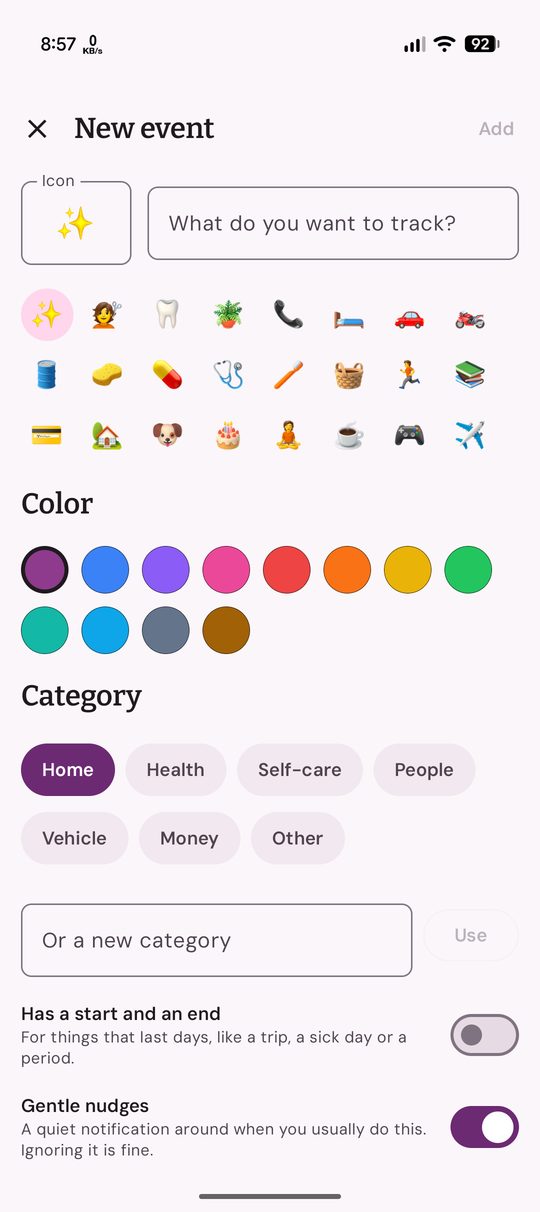 8:57 0 KB/s 92
New event Add
Icon
What do you want to track?
Color
Category
Home Health Self-care People
Vehicle Money Other
Or a new category Use
Has a start and an end
For things that last days, like a trip, a sick day or a
period.
Gentle nudges
A quiet notification around when you usually do this.
Ignoring it is fine.